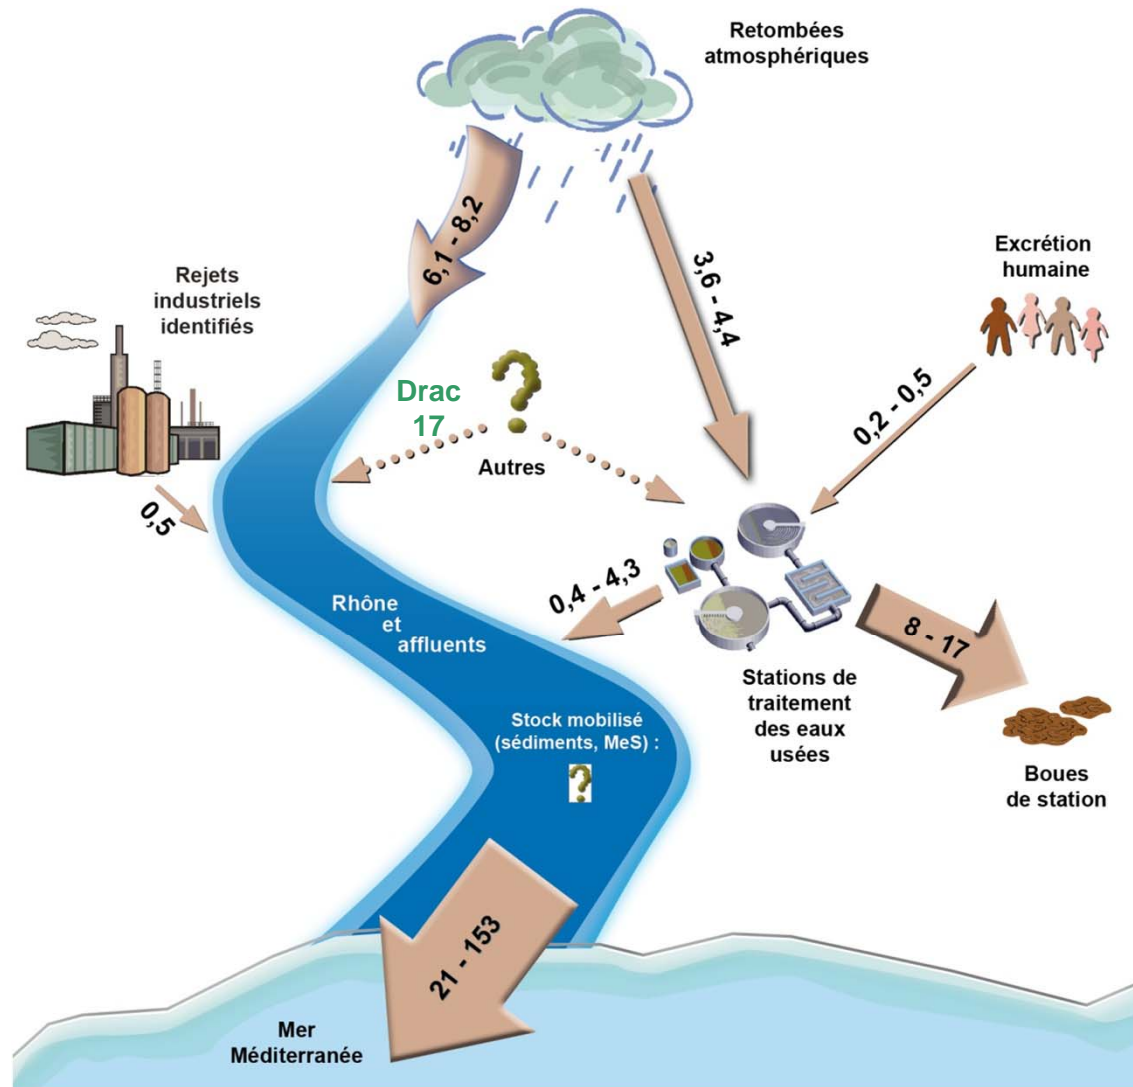 Retombées
atmosphériques
6,1 - 8,2
3,6 - 4,4
Excrétion
humaine
Rejets
industriels
identifiés
Drac
17
0,2 - 0,5
Autres
0,5
0,4 - 4,3
Rhône
et
affluents
8 - 17
Stations de
traitement
des eaux
usées
Stock mobilisé
(sédiments, MeS) :
?
Boues
de station
21 - 153
Mer
Méditerranée